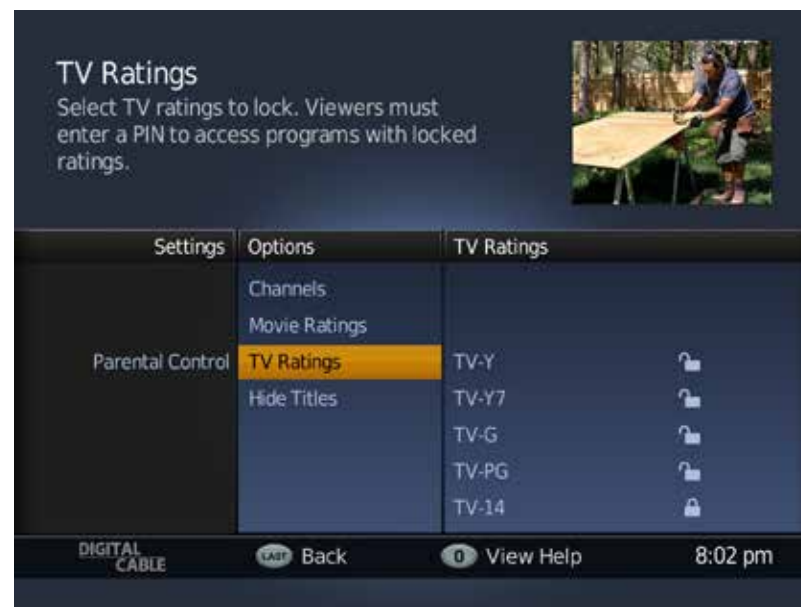 TV Ratings
Select TV ratings to lock. Viewers must
enter a PIN to access programs with locked
ratings.
Settings Options TV Ratings
Channels
Movie Ratings
Parental Control TV Ratings TV-Y
Hide Titles TV-Y7
TV-G
TV-PG
TV-14
DIGITAL
CABLE
LAST Back 0 View Help 8:02 pm